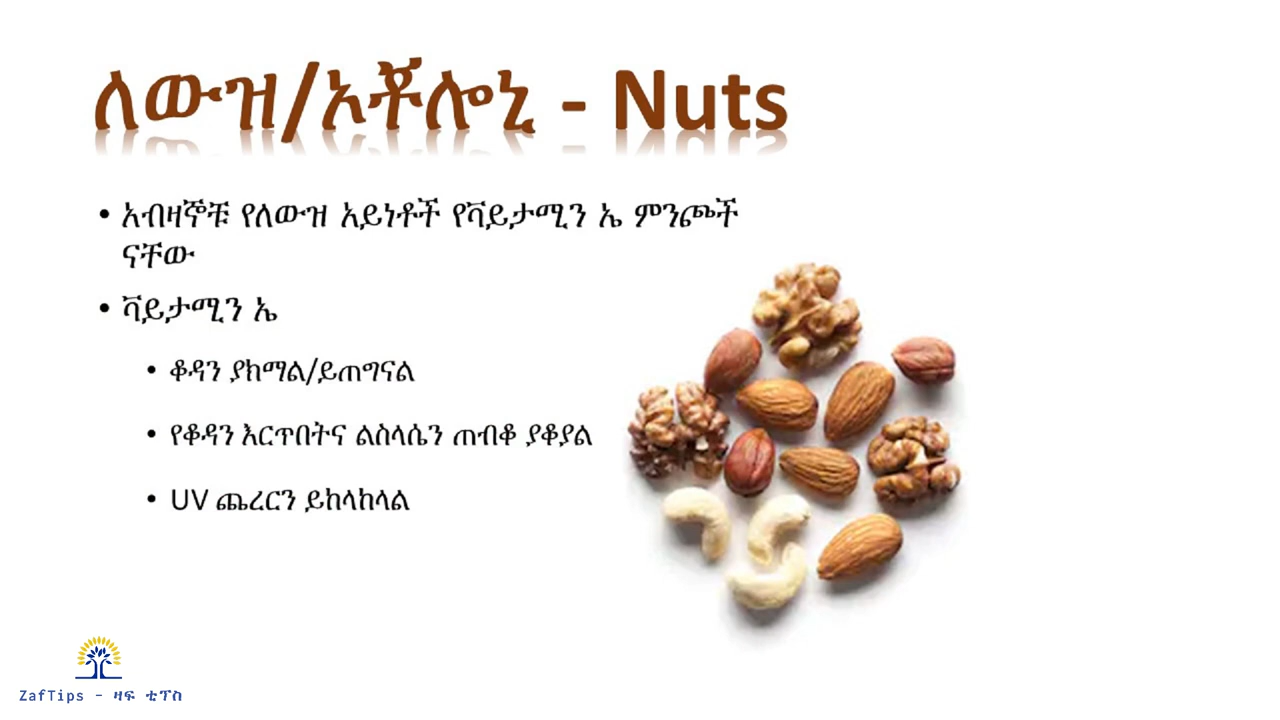 ለውዝ/ኦቾሎኒ - Nuts
• አብዛኞቹ የለውዝ አይነቶች የቫይታሚን ኤ ምንጮች
ናቸው
• ቫይታሚን ኤ
• ቆዳን ያክማል/ይጠግናል
• የቆዳን እርጥበትና ልስላሴን ጠብቆ ያቆያል
• UV ጨረርን ይከላከላል
ZafTips - ዛፍ ቲፕስ